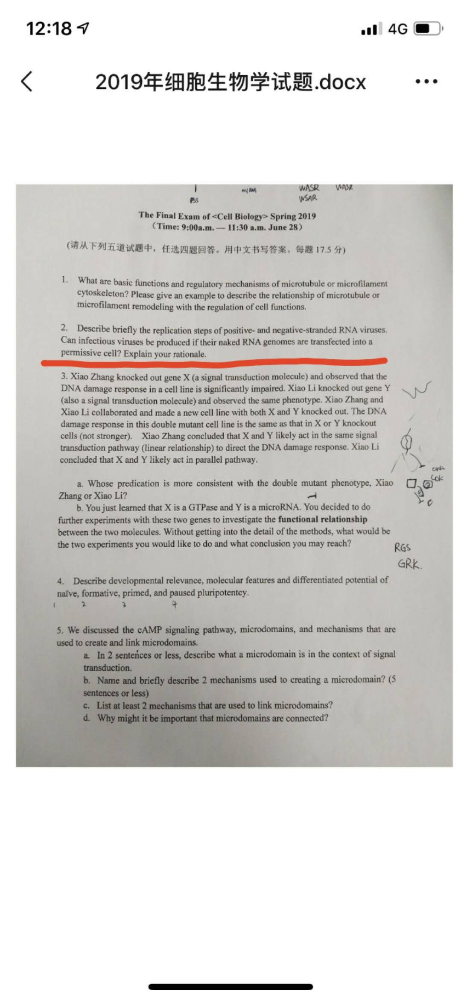 12:18
4G
2019年细胞生物学试题.docx
miRNA
WASR
WASR
P53
WSAR
The Final Exam of <Cell Biology> Spring 2019
(Time: 9:00a.m. — 11:30 a.m. June 28)
(请从下列五道试题中，任选四题回答。用中文书写答案。每题 17.5 分)
1. What are basic functions and regulatory mechanisms of microtubule or microfilament
cytoskeleton? Please give an example to describe the relationship of microtubule or
microfilament remodeling with the regulation of cell functions.
2. Describe briefly the replication steps of positive- and negative-stranded RNA viruses.
Can infectious viruses be produced if their naked RNA genomes are transfected into a
permissive cell? Explain your rationale.
3. Xiao Zhang knocked out gene X (a signal transduction molecule) and observed that the
DNA damage response in a cell line is significantly impaired. Xiao Li knocked out gene Y
(also a signal transduction molecule) and observed the same phenotype. Xiao Zhang and
Xiao Li collaborated and made a new cell line with both X and Y knocked out. The DNA
damage response in this double mutant cell line is the same as that in X or Y knockout
cells (not stronger). Xiao Zhang concluded that X and Y likely act in the same signal
transduction pathway (linear relationship) to direct the DNA damage response. Xiao Li
concluded that X and Y likely act in parallel pathway.
a. Whose predication is more consistent with the double mutant phenotype, Xiao
Zhang or Xiao Li?
b. You just learned that X is a GTPase and Y is a microRNA. You decided to do
further experiments with these two genes to investigate the functional relationship
between the two molecules. Without getting into the detail of the methods, what would be
the two experiments you would like to do and what conclusion you may reach?
RGS
GRK.
4. Describe developmental relevance, molecular features and differentiated potential of
naïve, formative, primed, and paused pluripotentcy.
1 2 3 4
5. We discussed the cAMP signaling pathway, microdomains, and mechanisms that are
used to create and link microdomains.
a. In 2 sentences or less, describe what a microdomain is in the context of signal
transduction.
b. Name and briefly describe 2 mechanisms used to creating a microdomain? (5
sentences or less)
c. List at least 2 mechanisms that are used to link microdomains?
d. Why might it be important that microdomains are connected?